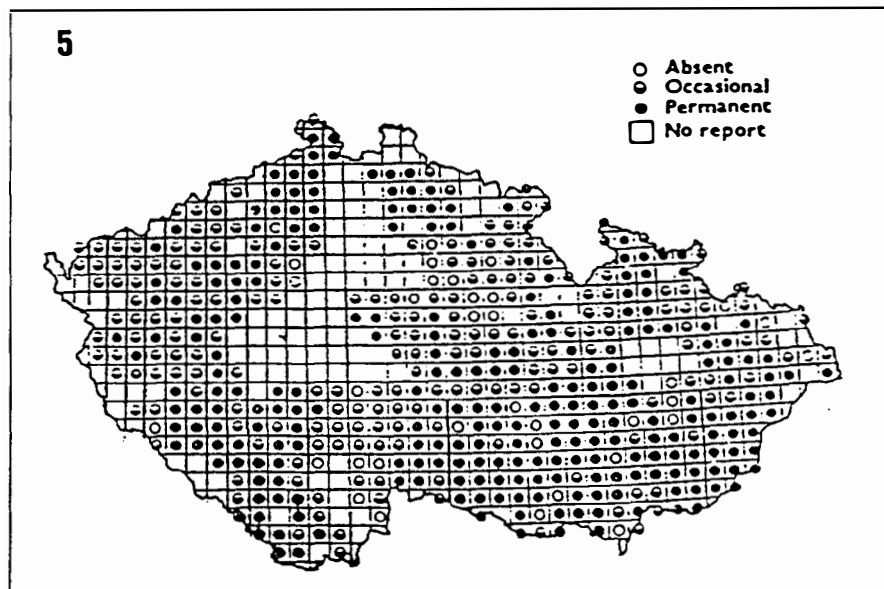 5
Absent
Occasional
Permanent
No report